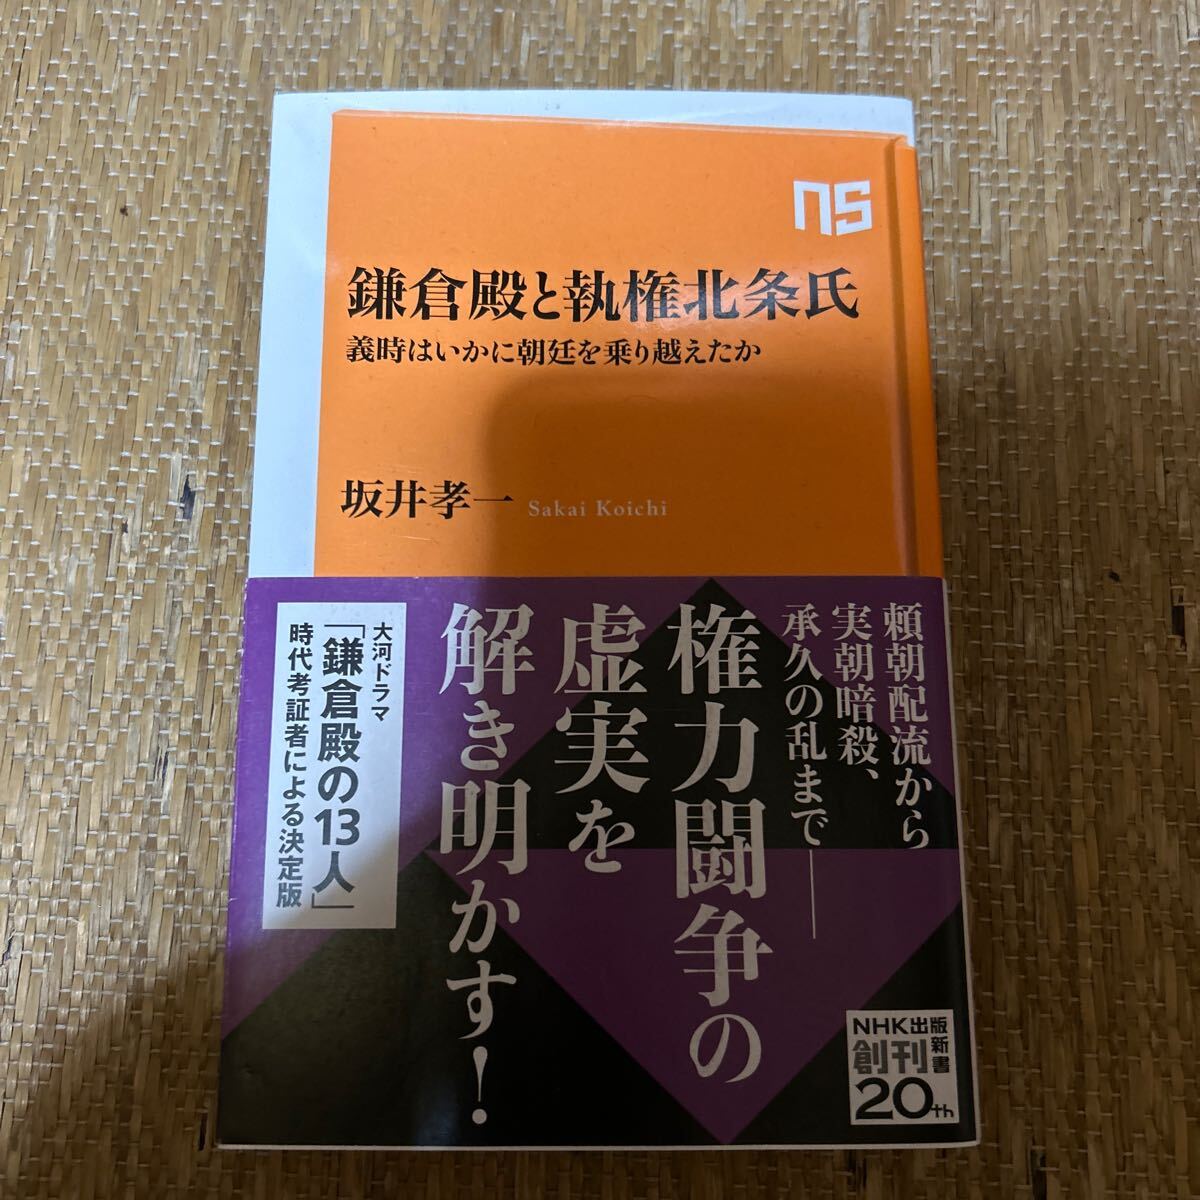 NS
鎌倉殿と執権北条氏
義時はいかに朝廷を乗り越えたか
坂井孝一 Sakai Koichi
頼朝配流から
実朝暗殺、
承久の乱まで――
権力闘争の
虚実を
解き明かす!
大河ドラマ
「鎌倉殿の13人」
時代考証者による決定版
NHK出版
新書
創刊
20th